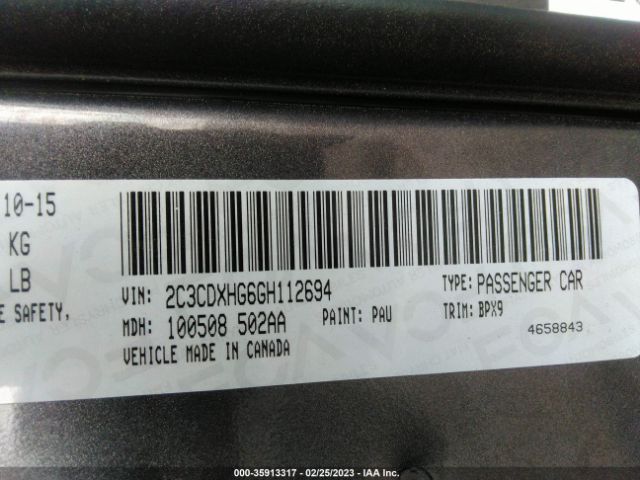 10-15
KG
LB
E SAFETY,
VIN: 2C3CDXHG6GH112694
TYPE: PASSENGER CAR
MDH: 100508 502AA
PAINT: PAU
TRIM: BPX9
4658843
VEHICLE MADE IN CANADA
000-35913317 - 02/25/2023 - IAA Inc.